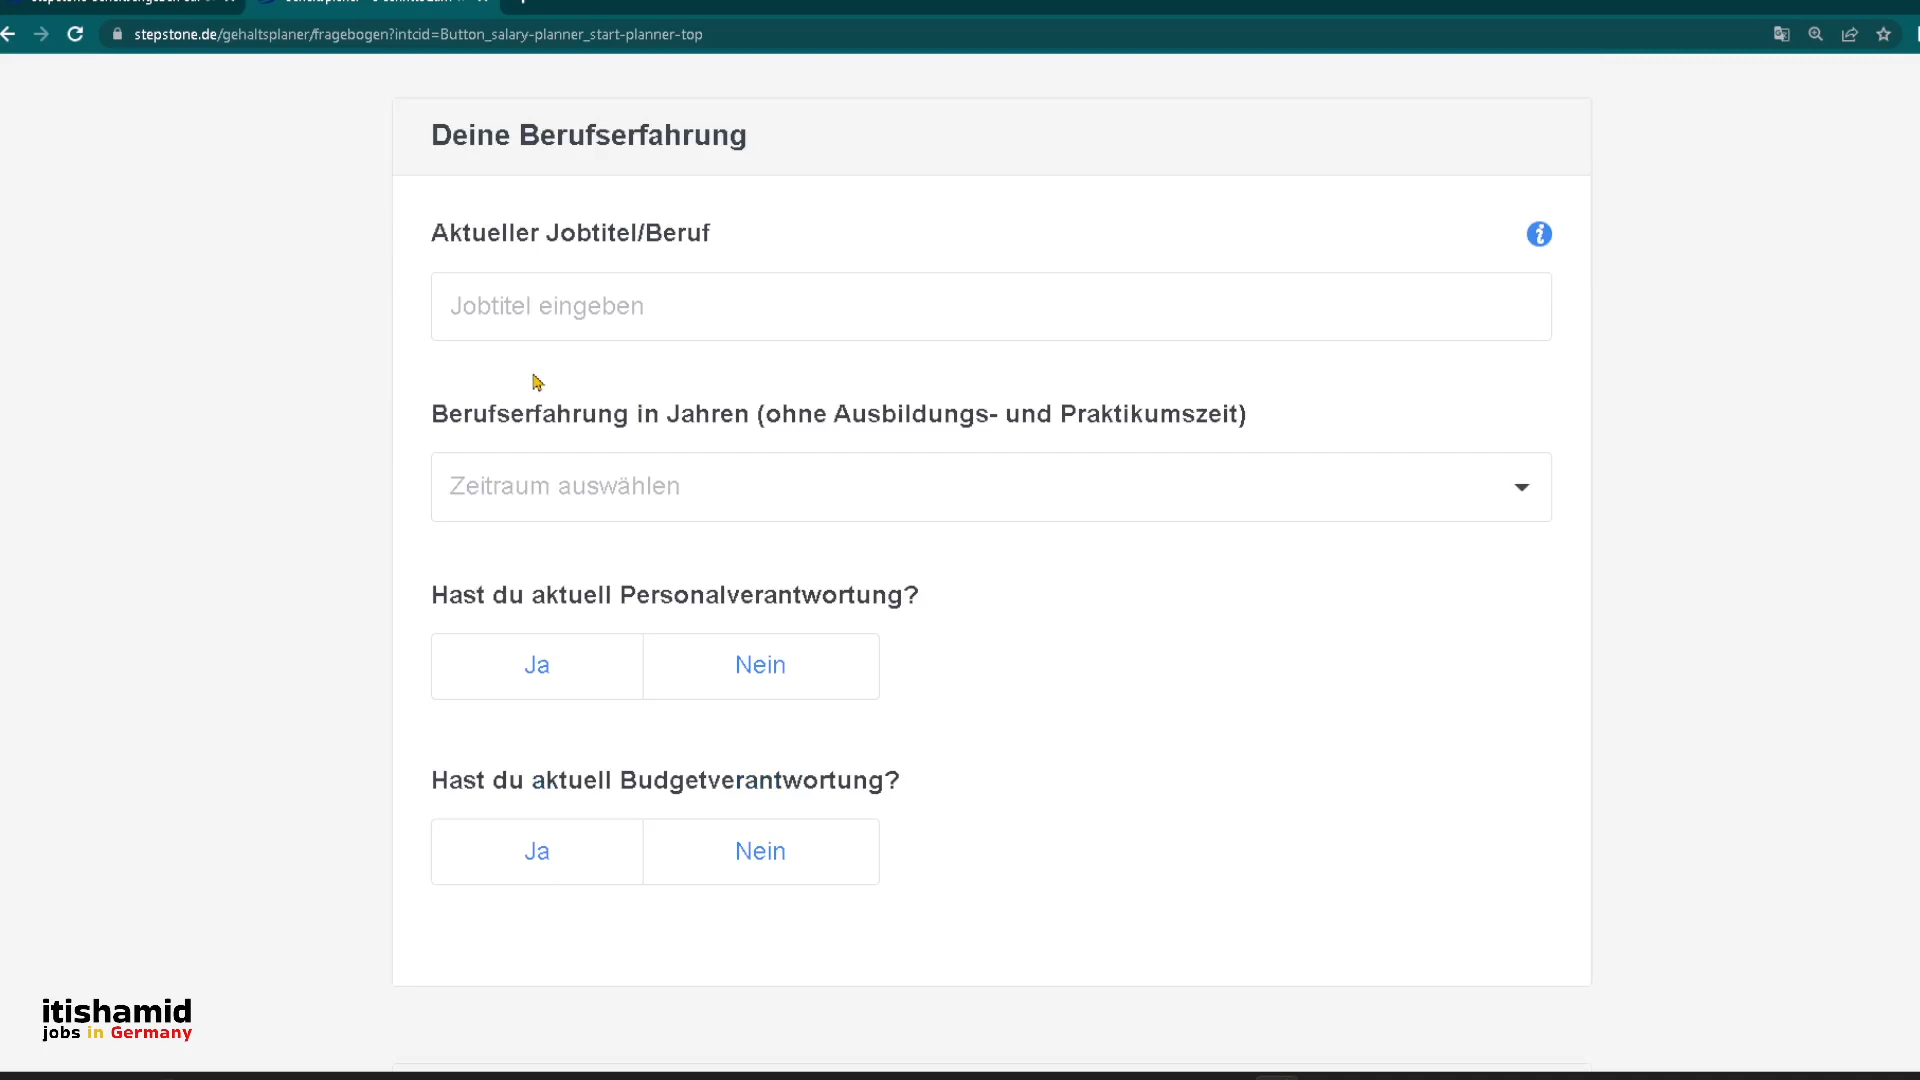 stepstone.de/gehaltsplaner/fragebogen?intcid=Button_salary-planner_start-planner-top
Deine Berufserfahrung
Aktueller Jobtitel/Beruf
Jobtitel eingeben
Berufserfahrung in Jahren (ohne Ausbildungs- und Praktikumszeit)
Zeitraum auswählen
Hast du aktuell Personalverantwortung?
Ja Nein
Hast du aktuell Budgetverantwortung?
Ja Nein
itishamid
jobs in Germany